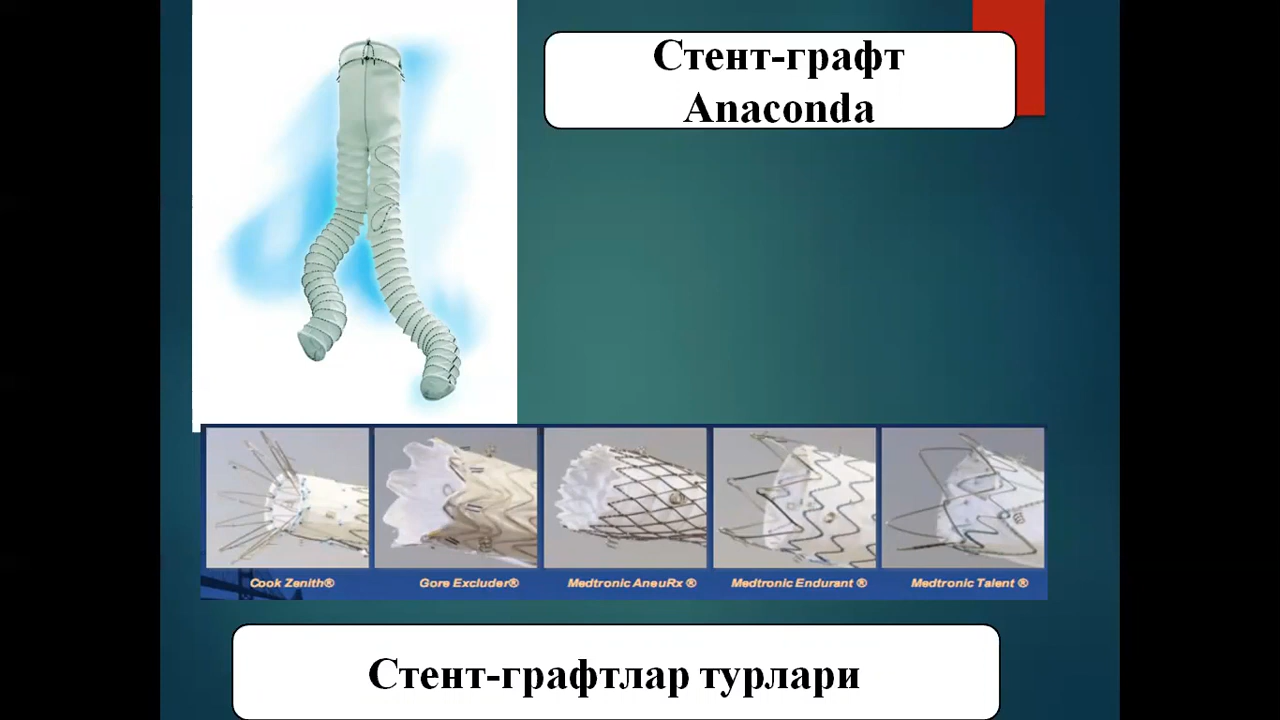 Стент-графт
Anaconda
Cook Zenith®
Gore Excluder®
Medtronic AneuRx ®
Medtronic Endurant ®
Medtronic Talent ®
Стент-графтлар турлари